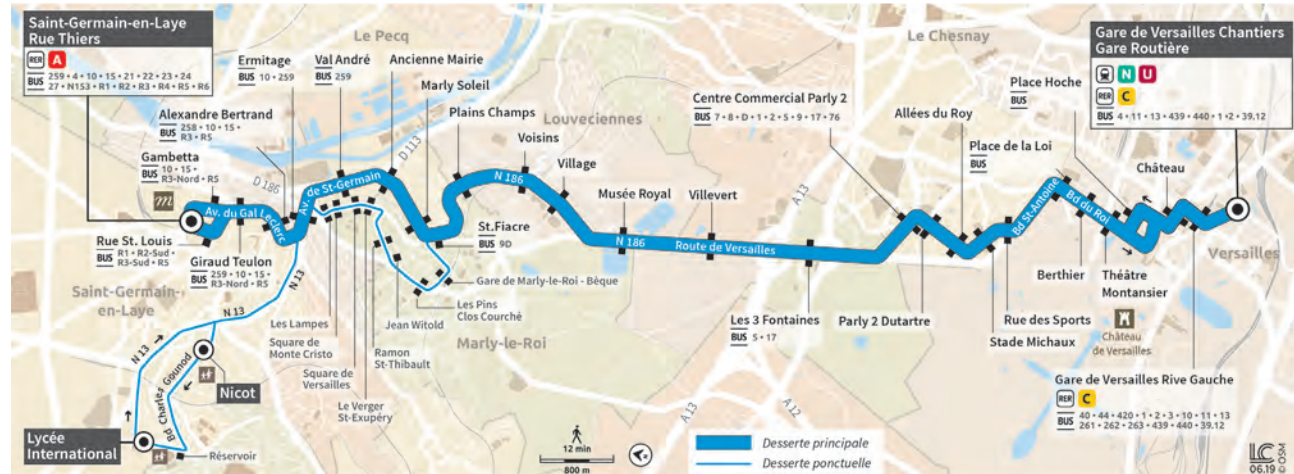 Saint-Germain-en-Laye
Rue Thiers
RER A
BUS 259 • 4 • 10 • 15 • 21 • 22 • 23 • 24
27 • N153 • R1 • R2 • R3 • R4 • R5 • R6
Le Pecq
Ermitage
BUS 10 • 259
Val André
BUS 259
Ancienne Mairie
Marly Soleil
Alexandre Bertrand
BUS 258 • 10 • 15 •
R3 • R5
Gambetta
BUS 10 • 15 •
R3-Nord • R5
m
D 186
D 113
Plains Champs
Louveciennes
Voisins
Village
Centre Commercial Parly 2
BUS 7 • 8 • D • 1 • 2 • 5 • 9 • 17 • 76
Le Chesnay
Allées du Roy
Place Hoche
BUS
Place de la Loi
BUS
Château
Gare de Versailles Chantiers
Gare Routière
N U
RER C
BUS 4 • 11 • 13 • 439 • 440 • 1 • 2 • 39.12
Av. du Gal Leclerc
Av. de St-Germain
N 186
Musée Royal
Villevert
A 13
N 186
Route de Versailles
Bd St-Antoine
Bd du Roi
Versailles
Rue St. Louis
BUS R1 • R2-Sud •
R3-Sud • R5
Giraud Teulon
BUS 259 • 10 • 15 •
R3-Nord • R5
N 13
St.Fiacre
BUS 9D
Gare de Marly-le-Roi - Bèque
Les Pins
Clos Courché
Jean Witold
Marly-le-Roi
Saint-Germain-
en-Laye
N 13
N 13
Les Lampes
Square de
Monte Cristo
Square de
Versailles
Ramon
St-Thibault
Le Verger
St-Exupéry
Les 3 Fontaines
BUS 5 • 17
Parly 2 Dutartre
Berthier
Théâtre
Montansier
Château
de Versailles
Rue des Sports
Stade Michaux
Gare de Versailles Rive Gauche
RER C
BUS 40 • 44 • 420 • 1 • 2 • 3 • 10 • 11 • 13
261 • 262 • 263 • 439 • 440 • 39.12
Bd Charles Gounod
Nicot
Lycée
International
Réservoir
A 13
A 12
12 min
800 m
Desserte principale
Desserte ponctuelle
LC
06.19
© OSM